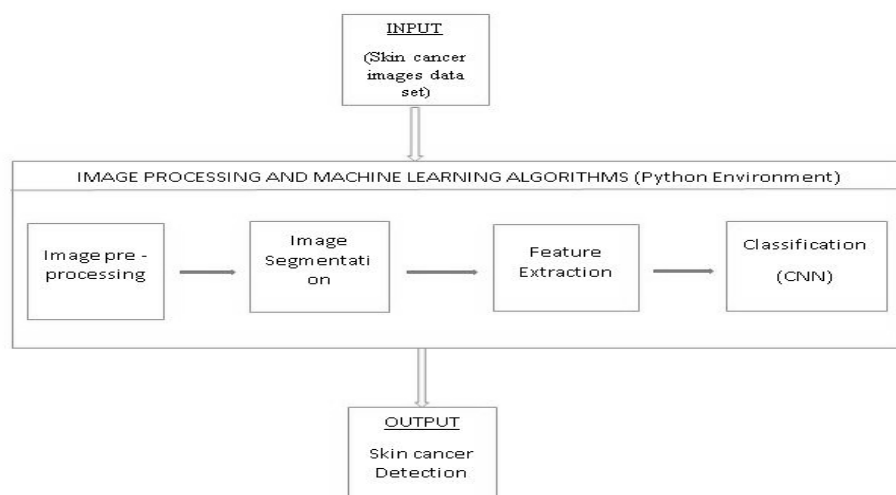 INPUT
(Skin cancer
images data
set)
IMAGE PROCESSING AND MACHINE LEARNING ALGORITHMS (Python Environment)
Image pre -
processing
Image
Segmentati
on
Feature
Extraction
Classification
(CNN)
OUTPUT
Skin cancer
Detection